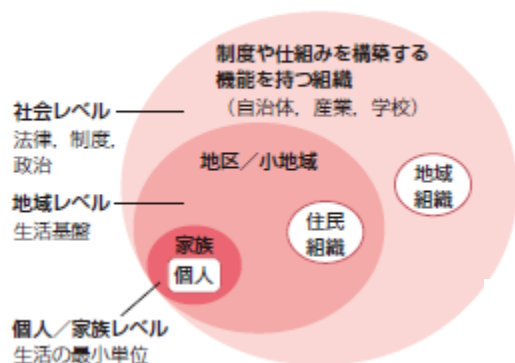 制度や仕組みを構築する
機能を持つ組織
（自治体，産業，学校）
社会レベル
法律，制度，
政治
地区／小地域
地域
組織
地域レベル
生活基盤
住民
組織
家族
個人
個人／家族レベル
生活の最小単位